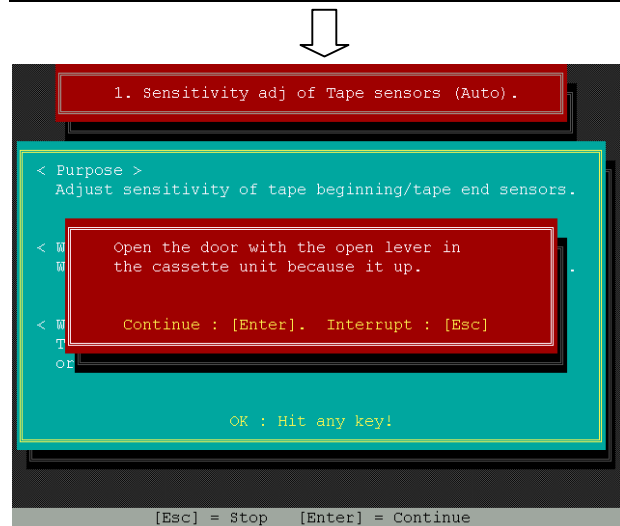 1. Sensitivity adj of Tape sensors (Auto).
< Purpose >
Adjust sensitivity of tape beginning/tape end sensors.
< W
W
Open the door with the open lever in
the cassette unit because it up.
.
< W
T
or
Continue : [Enter]. Interrupt : [Esc]
OK : Hit any key!
[Esc] = Stop [Enter] = Continue